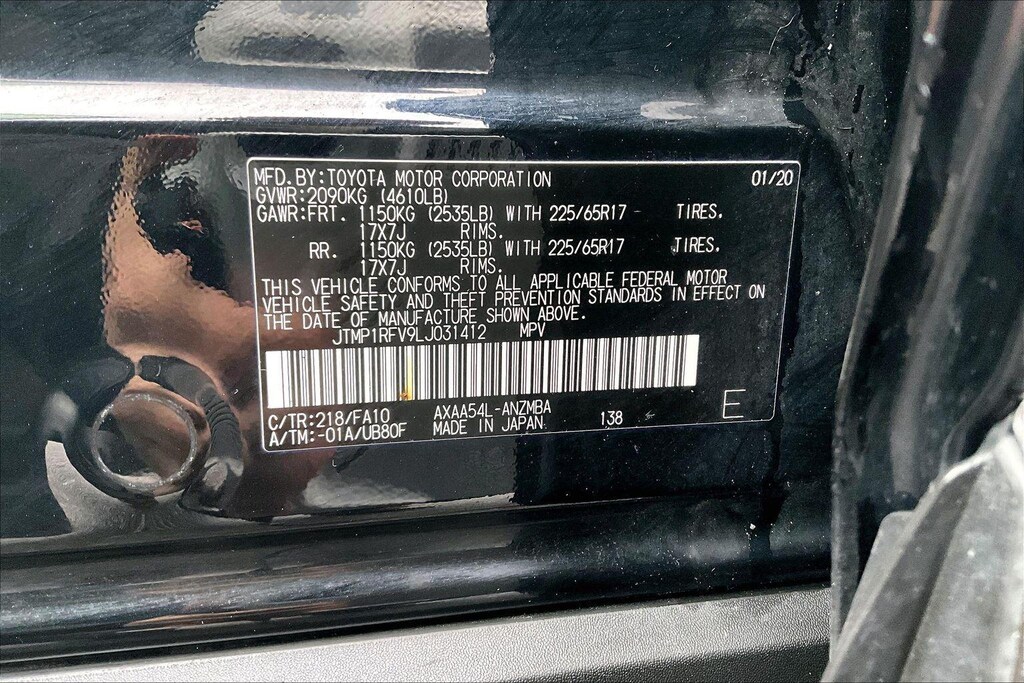 MFD.BY:TOYOTA MOTOR CORPORATION 01/20
GVWR:2090KG (4610LB)
GAWR:FRT. 1150KG (2535LB) WITH 225/65R17 TIRES.
17X7J RIMS.
RR. 1150KG (2535LB) WITH 225/65R17 TIRES.
17X7J RIMS.
THIS VEHICLE CONFORMS TO ALL APPLICABLE FEDERAL MOTOR
VEHICLE SAFETY AND THEFT PREVENTION STANDARDS IN EFFECT ON
THE DATE OF MANUFACTURE SHOWN ABOVE.
JTMP1RFV9LJ031412 MPV
C/TR:218/FA10 AXAA54L-ANZMBA 138 E
A/TM:-01A/UB80F MADE IN JAPAN